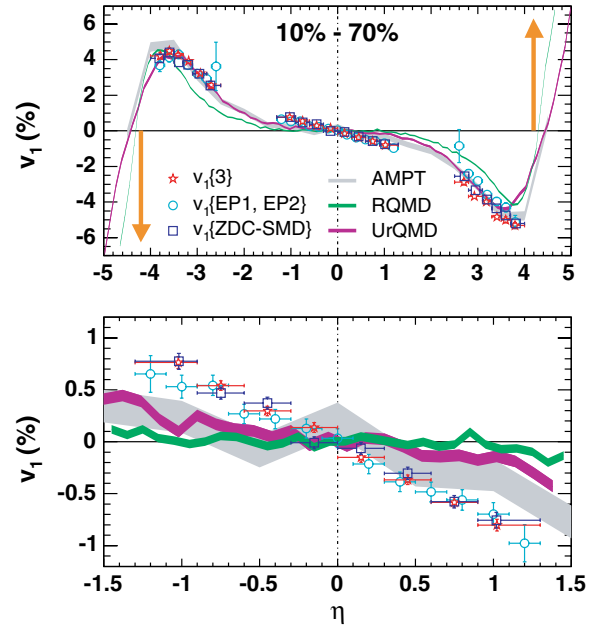 10% - 70%
v1 (%)
6
4
2
0
-2
-4
-6
v1{3}
v1{EP1, EP2}
v1{ZDC-SMD}
AMPT
RQMD
UrQMD
-5 -4 -3 -2 -1 0 1 2 3 4 5
v1 (%)
1
0.5
0
-0.5
-1
-1.5 -1 -0.5 0 0.5 1 1.5
η